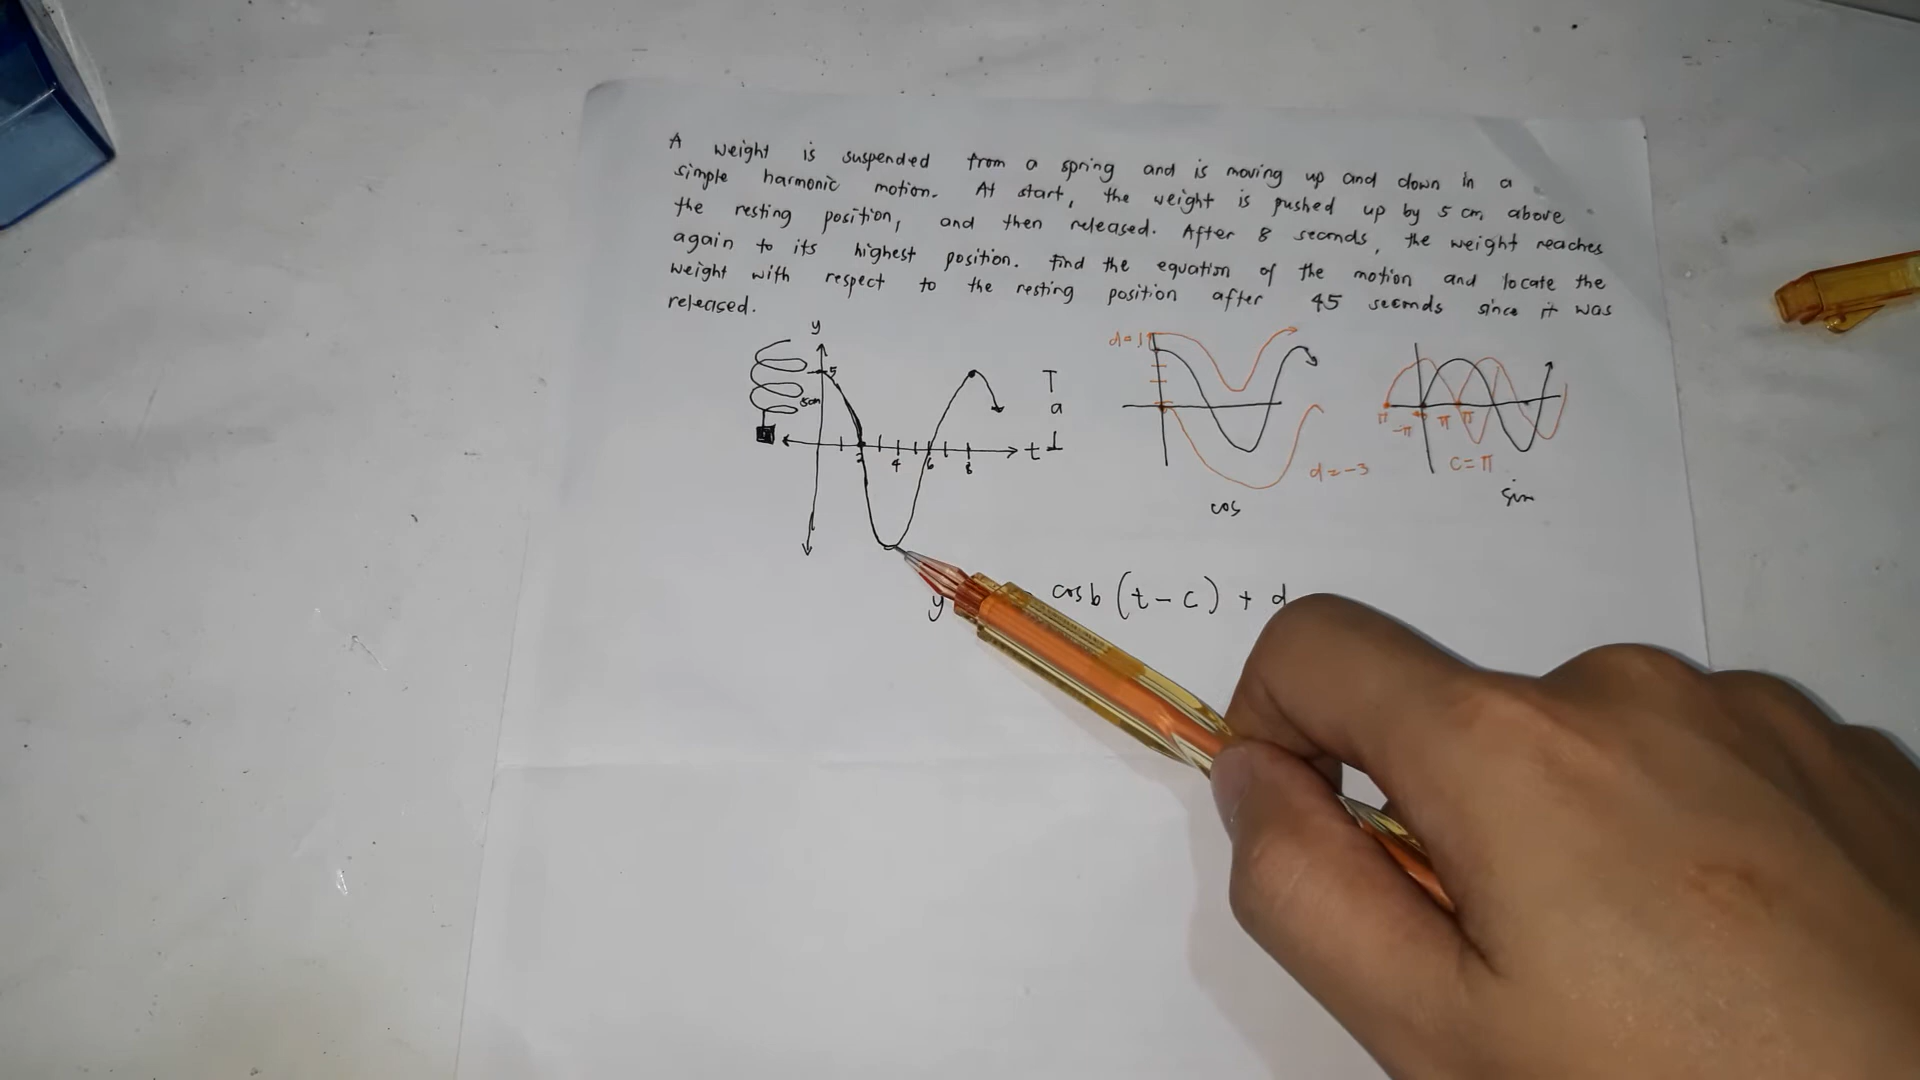 A weight is suspended from a spring and is moving up and down in a
simple harmonic motion. At start, the weight is pushed up by 5 cm above
the resting position, and then released. After 8 seconds, the weight reaches
again to its highest position. Find the equation of the motion and locate the
weight with respect to the resting position after 45 seconds since it was
released.
y
5
5cm
2 4 6 8
t
T
a
d=1
d=-3
cos
π -π π π
c=π
sin
y cos b (t - c) + d